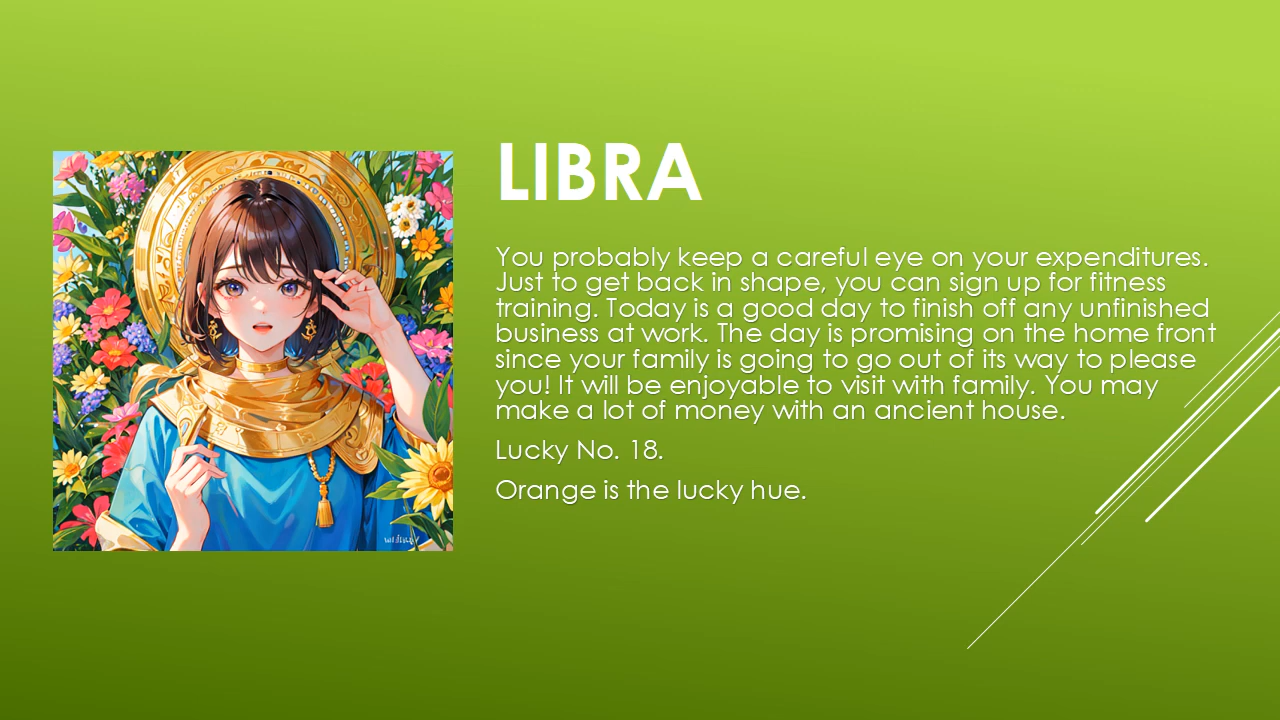 LIBRA
You probably keep a careful eye on your expenditures.
Just to get back in shape, you can sign up for fitness
training. Today is a good day to finish off any unfinished
business at work. The day is promising on the home front
since your family is going to go out of its way to please
you! It will be enjoyable to visit with family. You may
make a lot of money with an ancient house.
Lucky No. 18.
Orange is the lucky hue.